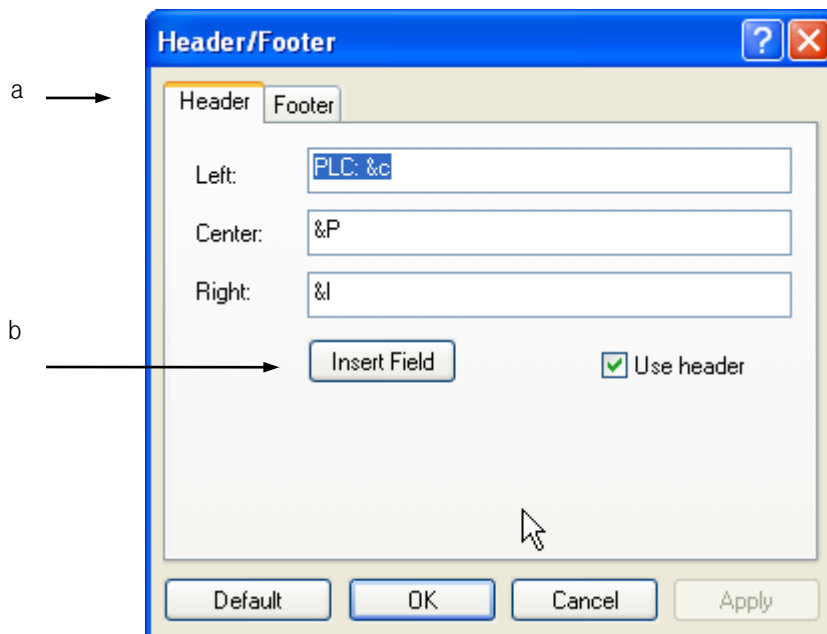 Header/Footer
a
Header Footer
Left: PLC: &c
Center: &P
Right: &I
b
Insert Field Use header
Default OK Cancel Apply